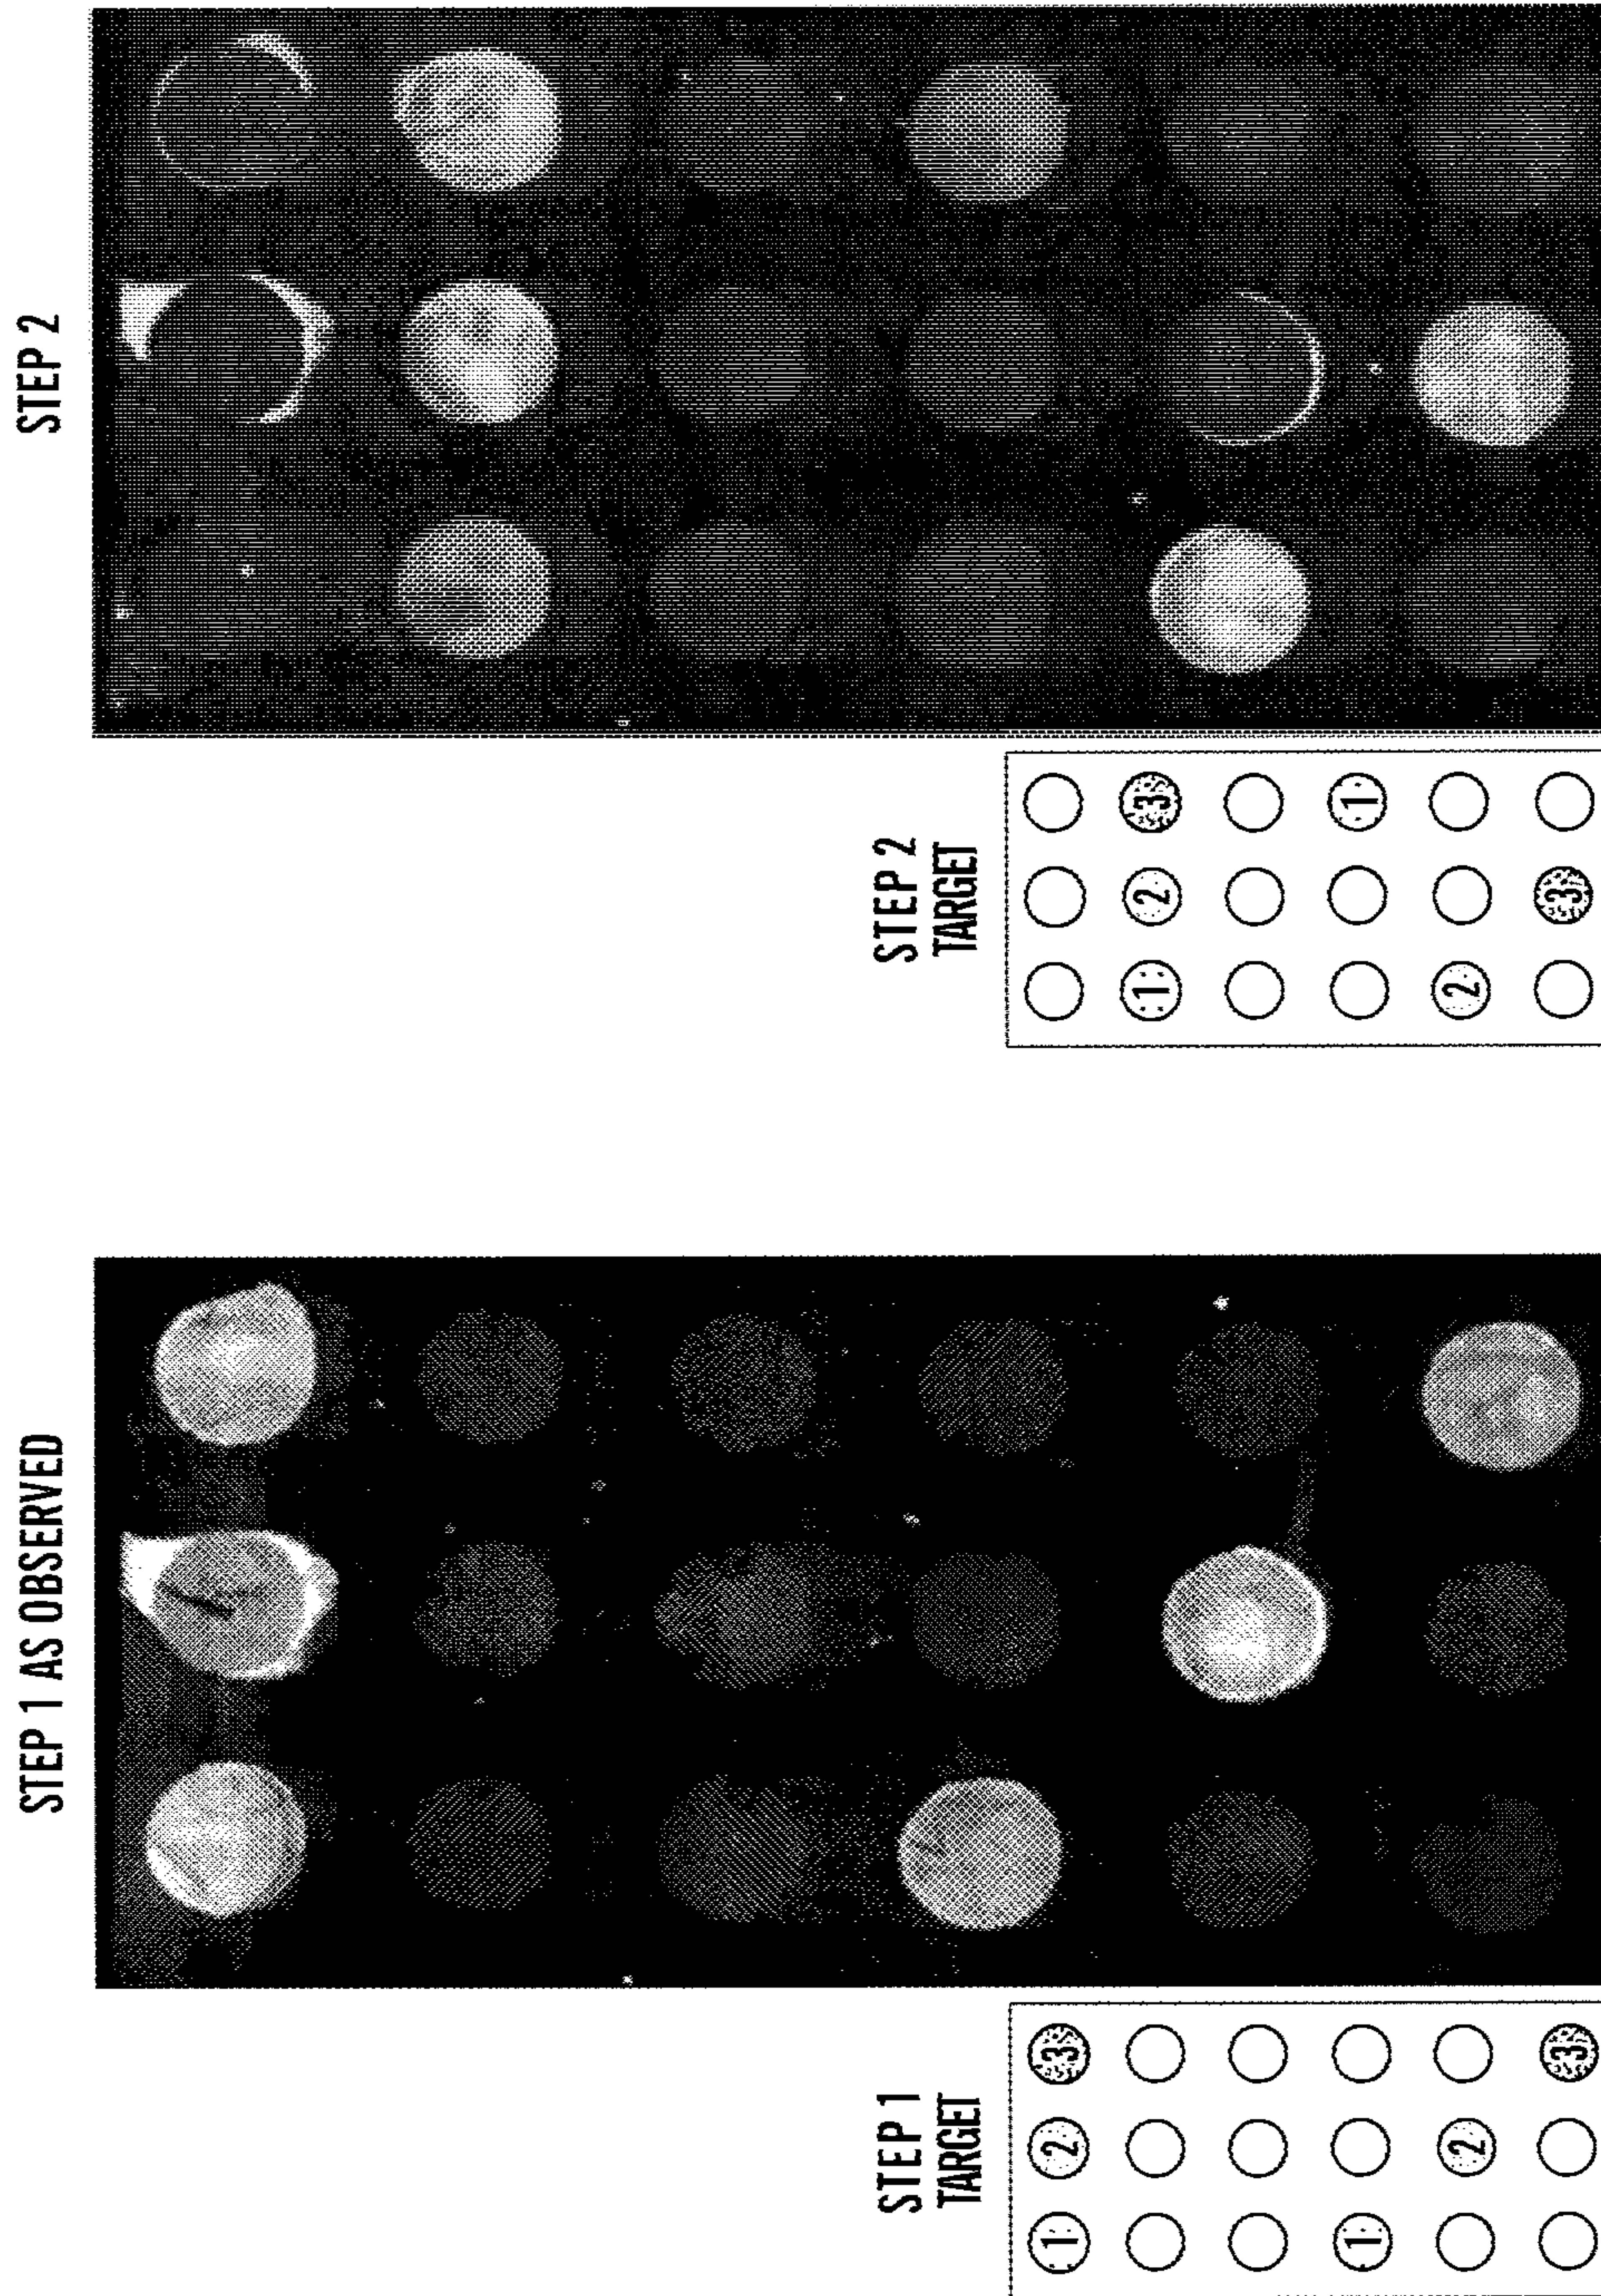 STEP 1 AS OBSERVED
STEP 1
TARGET
1 2 3
1
2
3
STEP 2
STEP 2
TARGET
1 2 3
1
2
3